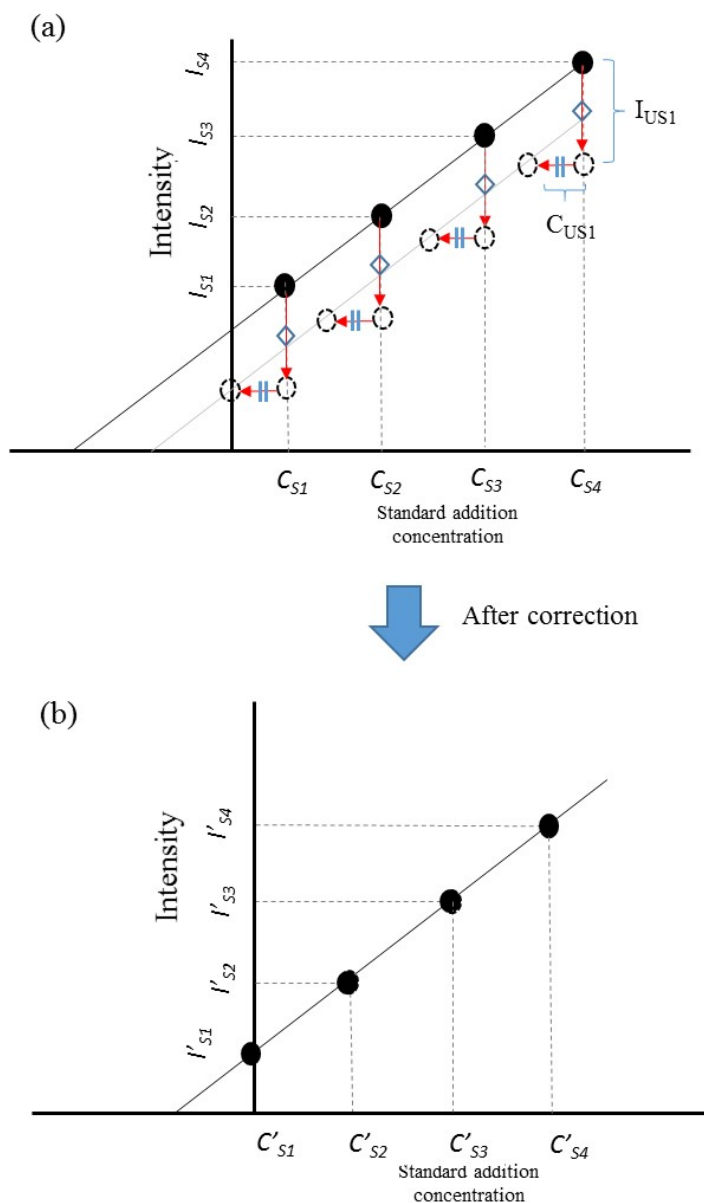 (a)
I_S4
I_S3
I_S2
I_S1
Intensity
I_US1
C_US1
C_S1 C_S2 C_S3 C_S4
Standard addition
concentration
After correction
(b)
I'_S4
I'_S3
I'_S2
I'_S1
Intensity
C'_S1 C'_S2 C'_S3 C'_S4
Standard addition
concentration